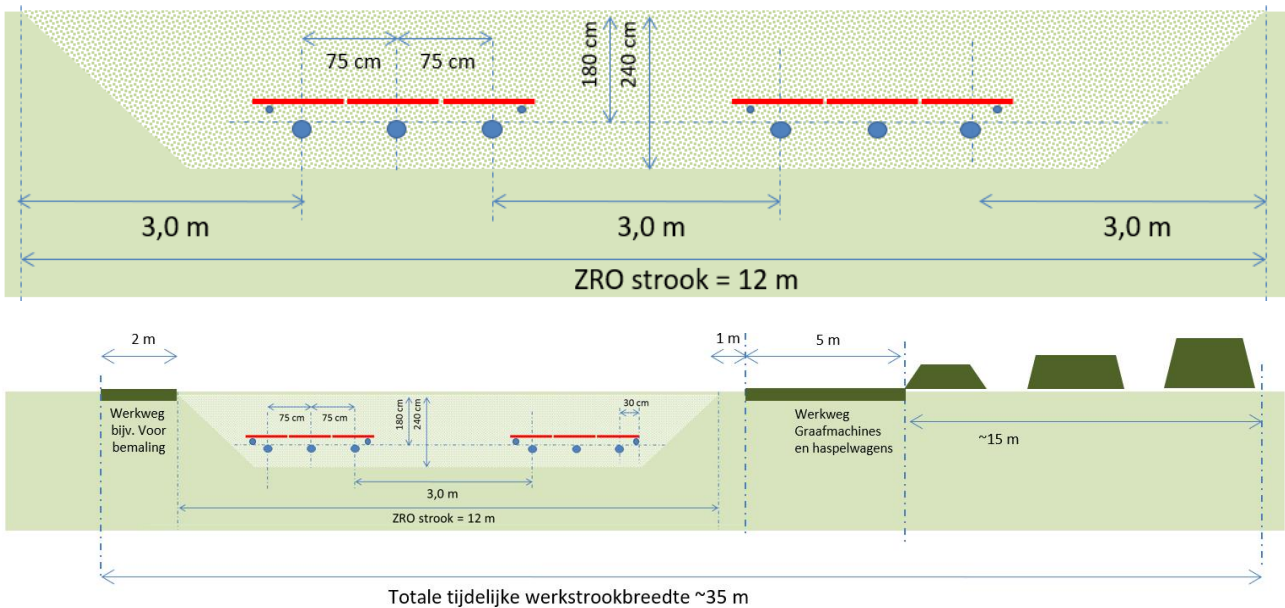 75 cm
75 cm
180 cm
240 cm
3,0 m
3,0 m
3,0 m
ZRO strook = 12 m
2 m
1 m
5 m
Werkweg
bijv. Voor
bemaling
75 cm
75 cm
180 cm
240 cm
30 cm
Werkweg
Graafmachines
en haspelwagens
~15 m
3,0 m
ZRO strook = 12 m
Totale tijdelijke werkstrookbreedte ~35 m